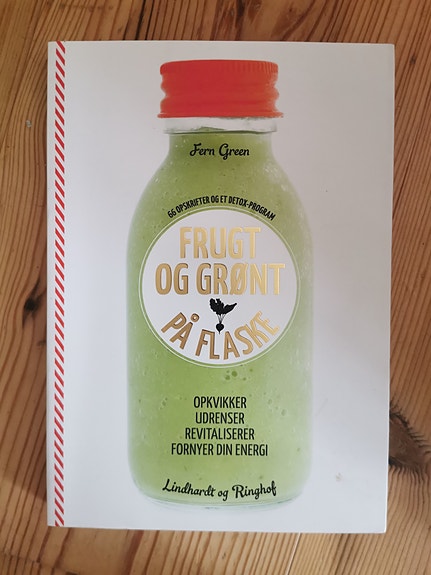 Fern Green
66 OPSKRIFTER OG ET DETOX-PROGRAM
FRUGT
OG GRØNT
PÅ FLASKE
OPKVIKKER
UDRENSER
REVITALISERER
FORNYER DIN ENERGI
Lindhardt og Ringhof